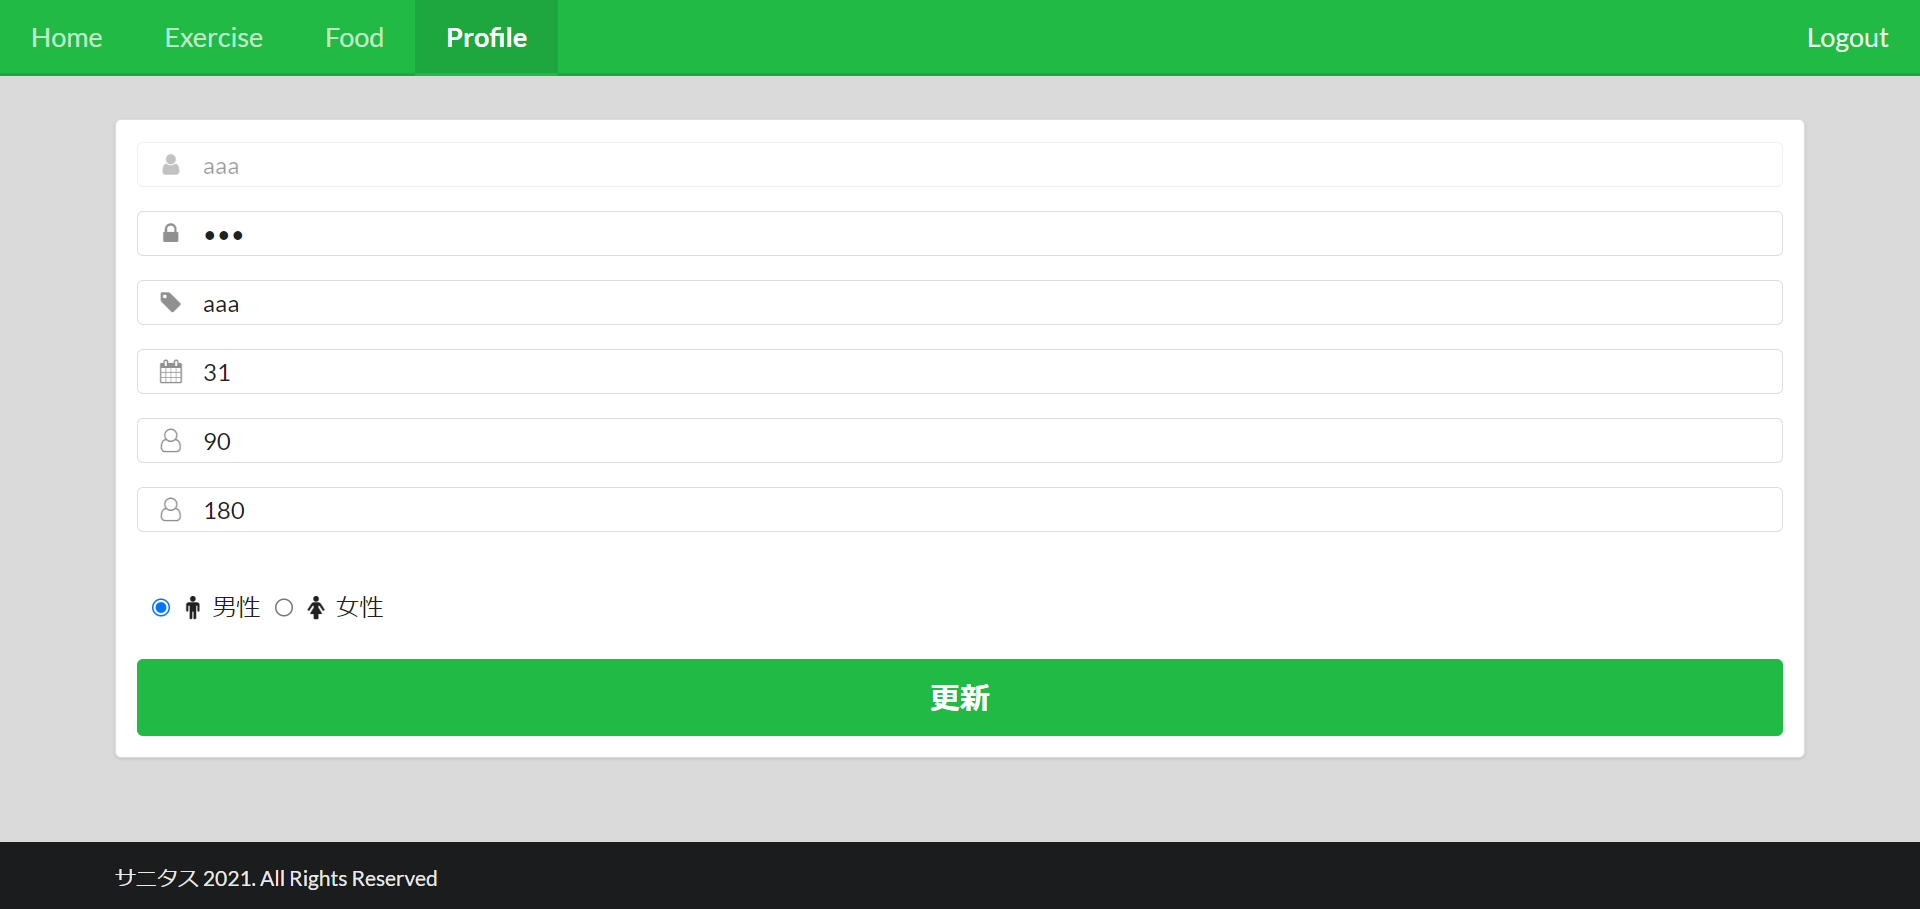 Home Exercise Food Profile Logout
aaa
•••
aaa
31
90
180
男性 女性
更新
サニタス 2021. All Rights Reserved